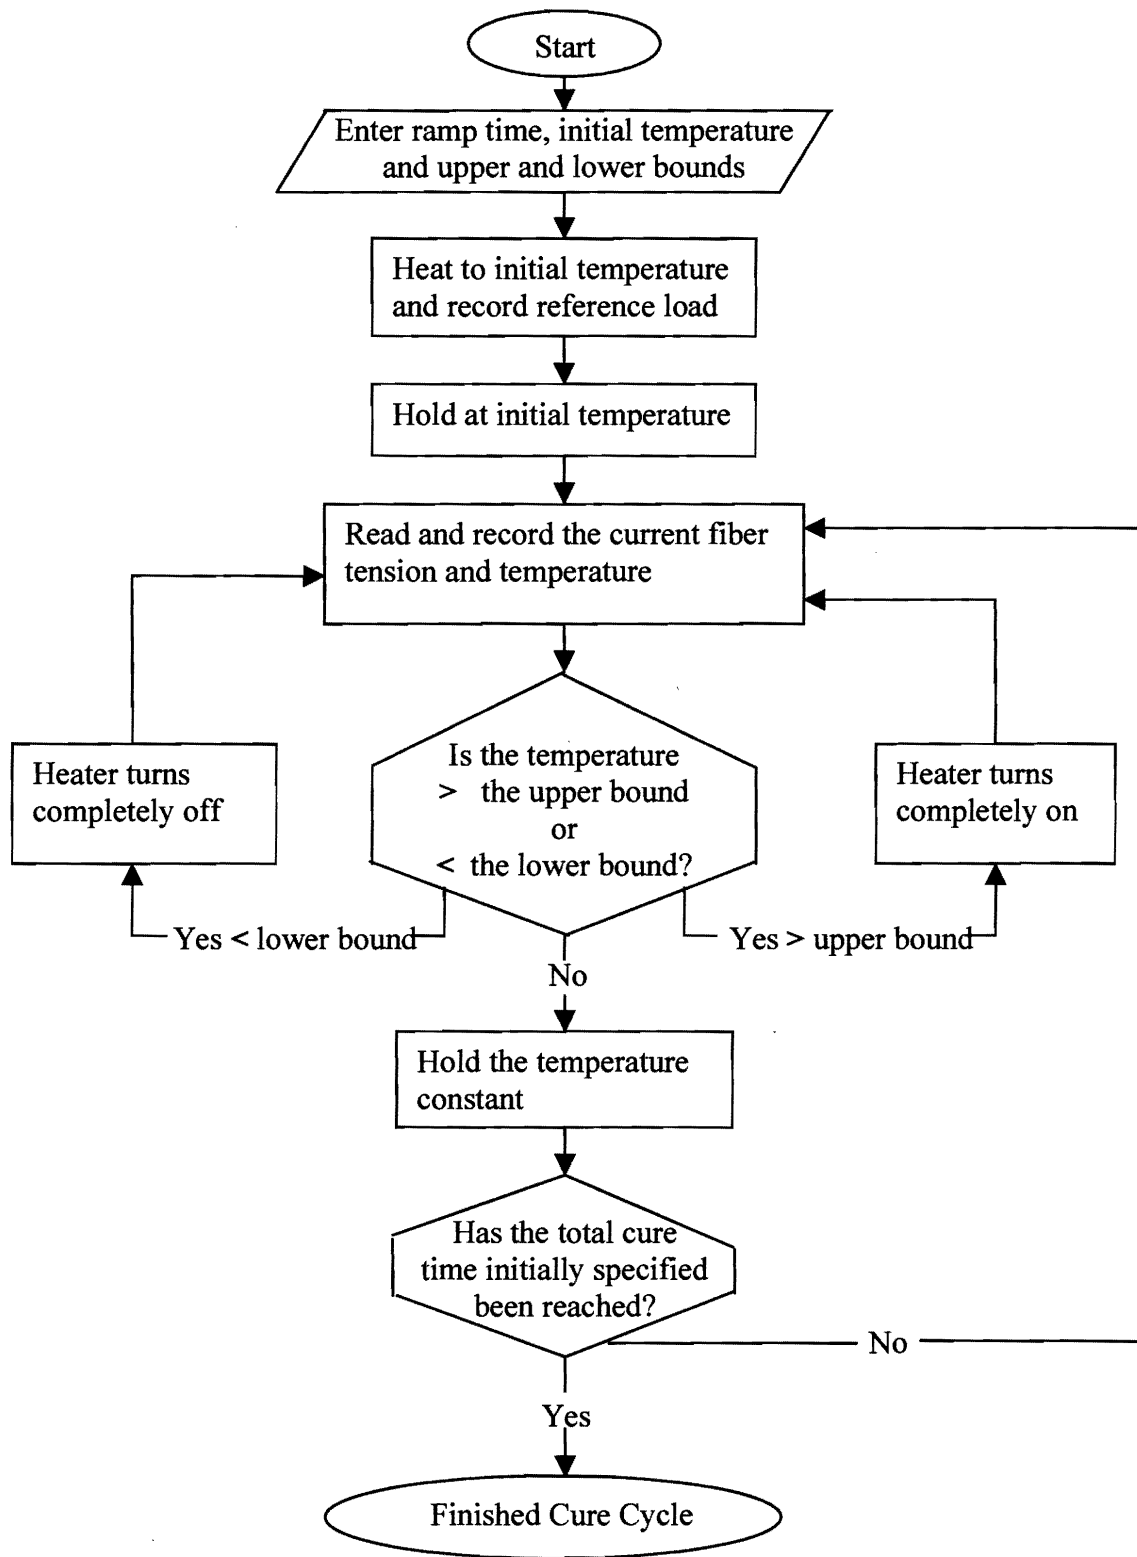 Start
Enter ramp time, initial temperature
and upper and lower bounds
Heat to initial temperature
and record reference load
Hold at initial temperature
Read and record the current fiber
tension and temperature
Is the temperature
> the upper bound
or
< the lower bound?
Heater turns
completely off
Heater turns
completely on
Yes < lower bound
Yes > upper bound
No
Hold the temperature
constant
Has the total cure
time initially specified
been reached?
No
Yes
Finished Cure Cycle